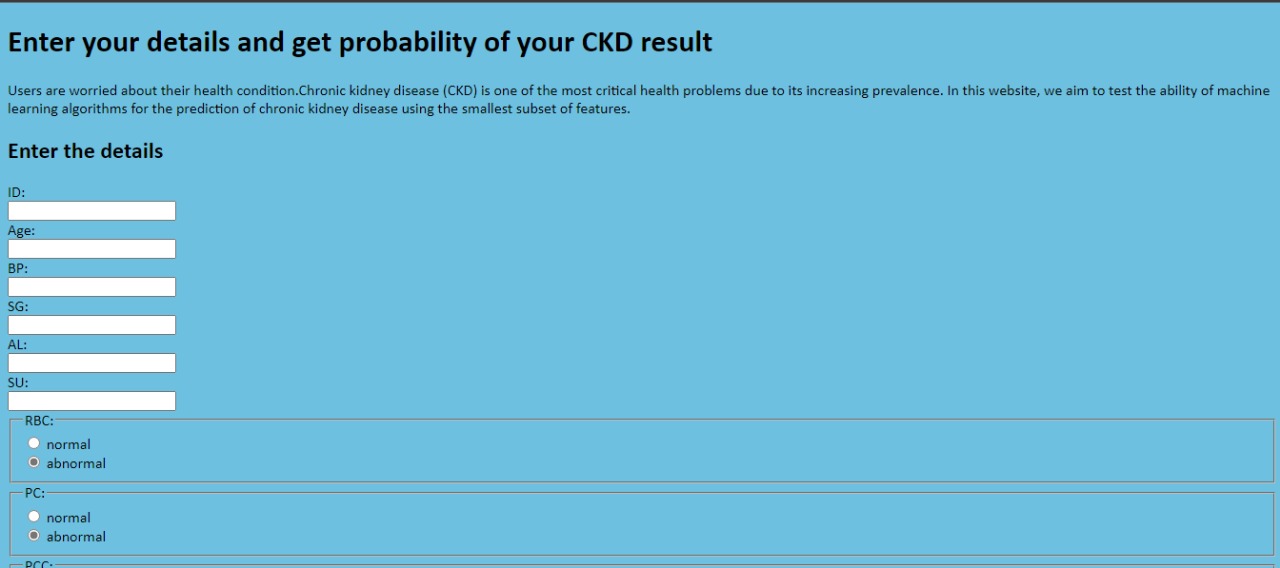 Enter your details and get probability of your CKD result
Users are worried about their health condition.Chronic kidney disease (CKD) is one of the most critical health problems due to its increasing prevalence. In this website, we aim to test the ability of machine
learning algorithms for the prediction of chronic kidney disease using the smallest subset of features.
Enter the details
ID:
Age:
BP:
SG:
AL:
SU:
RBC:
normal
abnormal
PC:
normal
abnormal
PCC: